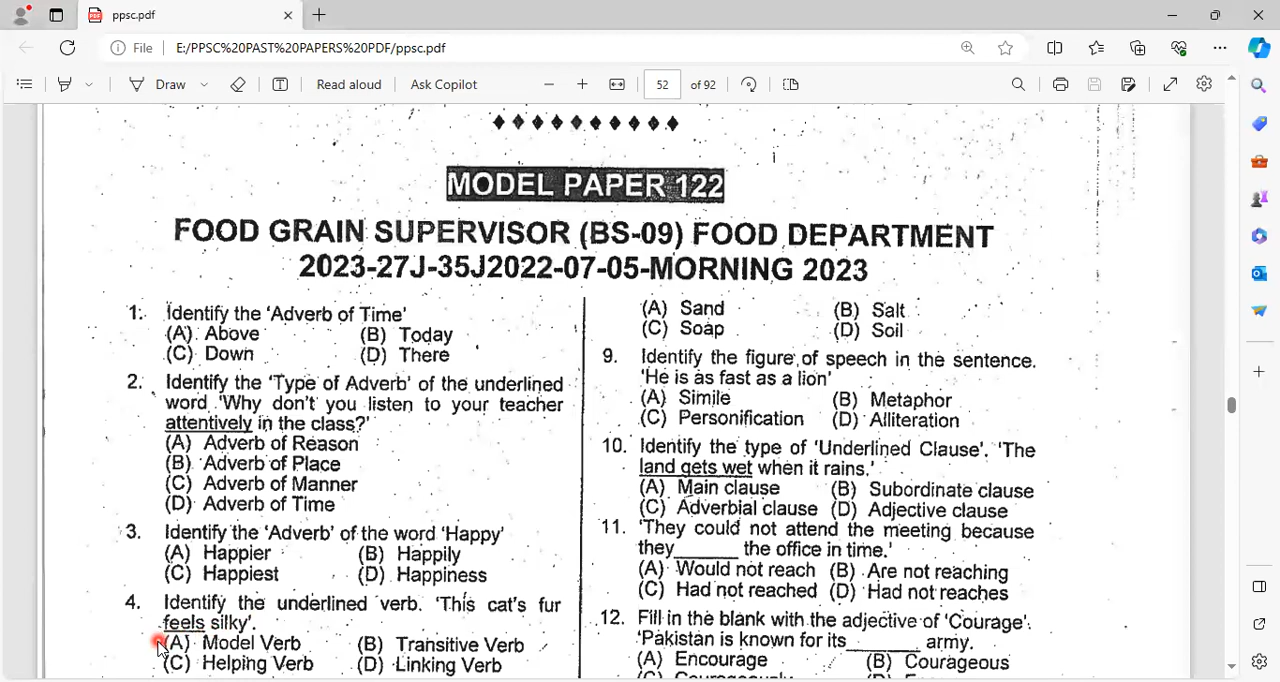 ppsc.pdf
File E:/PPSC%20PAST%20PAPERS%20PDF/ppsc.pdf
Draw Read aloud Ask Copilot 52 of 92
MODEL PAPER 122
FOOD GRAIN SUPERVISOR (BS-09) FOOD DEPARTMENT
2023-27J-35J2022-07-05-MORNING 2023
1. Identify the 'Adverb of Time'
(A) Above (B) Today
(C) Down (D) There
2. Identify the 'Type of Adverb' of the underlined
word 'Why don't you listen to your teacher
attentively in the class?'
(A) Adverb of Reason
(B) Adverb of Place
(C) Adverb of Manner
(D) Adverb of Time
3. Identify the 'Adverb' of the word 'Happy'
(A) Happier (B) Happily
(C) Happiest (D) Happiness
4. Identify the underlined verb. 'This cat's fur
feels silky'.
(A) Model Verb (B) Transitive Verb
(C) Helping Verb (D) Linking Verb
(A) Sand (B) Salt
(C) Soap (D) Soil
9. Identify the figure of speech in the sentence.
'He is as fast as a lion'
(A) Simile (B) Metaphor
(C) Personification (D) Alliteration
10. Identify the type of 'Underlined Clause'. 'The
land gets wet when it rains.'
(A) Main clause (B) Subordinate clause
(C) Adverbial clause (D) Adjective clause
11. 'They could not attend the meeting because
they______ the office in time.'
(A) Would not reach (B) Are not reaching
(C) Had not reached (D) Had not reaches
12. Fill in the blank with the adjective of 'Courage'.
'Pakistan is known for its_______ army.
(A) Encourage (B) Courageous
(C) Courageously